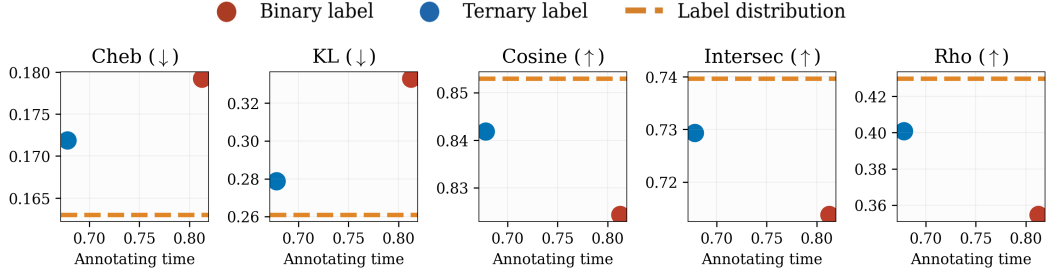 Binary label Ternary label Label distribution
Cheb (↓) KL (↓) Cosine (↑) Intersec (↑) Rho (↑)
0.180 0.175 0.170 0.165
0.32 0.30 0.28 0.26
0.85 0.84 0.83
0.74 0.73 0.72
0.42 0.40 0.38 0.36
0.70 0.75 0.80 0.70 0.75 0.80 0.70 0.75 0.80 0.70 0.75 0.80 0.70 0.75 0.80
Annotating time Annotating time Annotating time Annotating time Annotating time